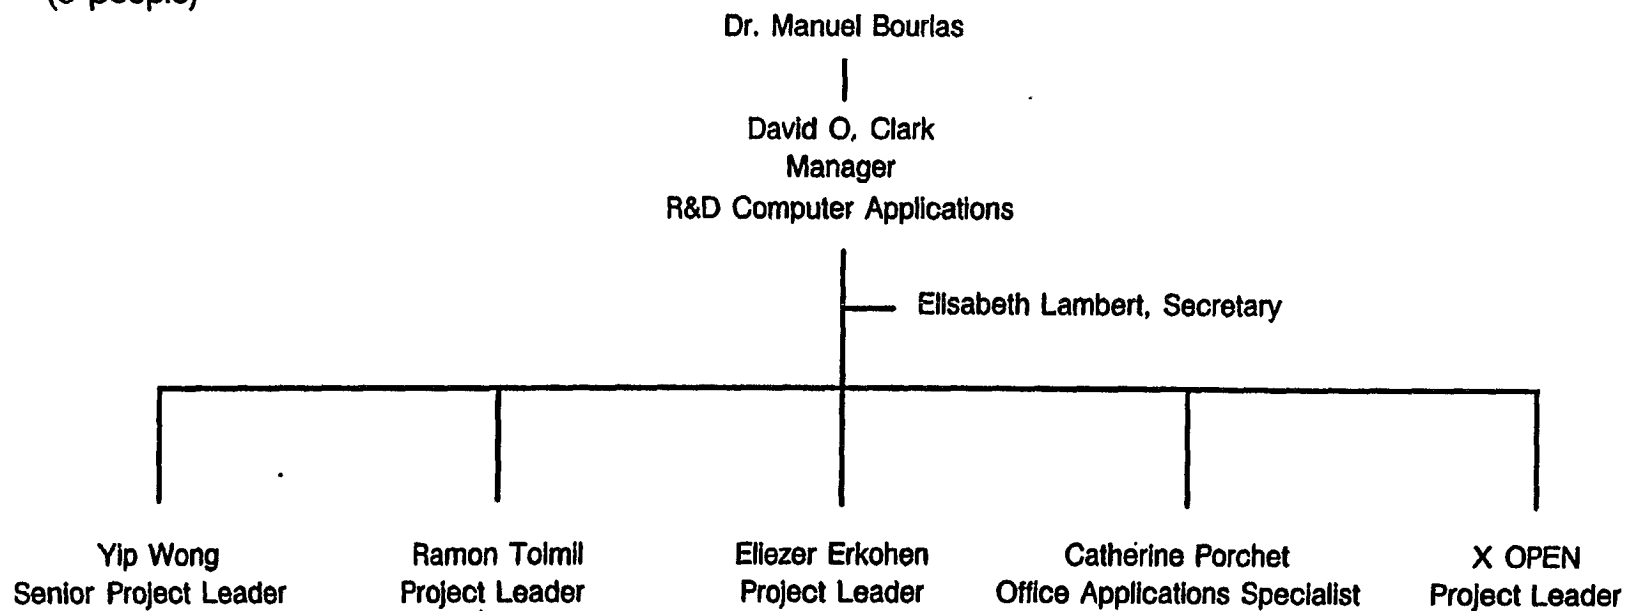 Dr. Manuel Bourlas
David O. Clark
Manager
R&D Computer Applications
Elisabeth Lambert, Secretary
Yip Wong
Senior Project Leader
Ramon Tolmil
Project Leader
Eliezer Erkohen
Project Leader
Catherine Porchet
Office Applications Specialist
X OPEN
Project Leader